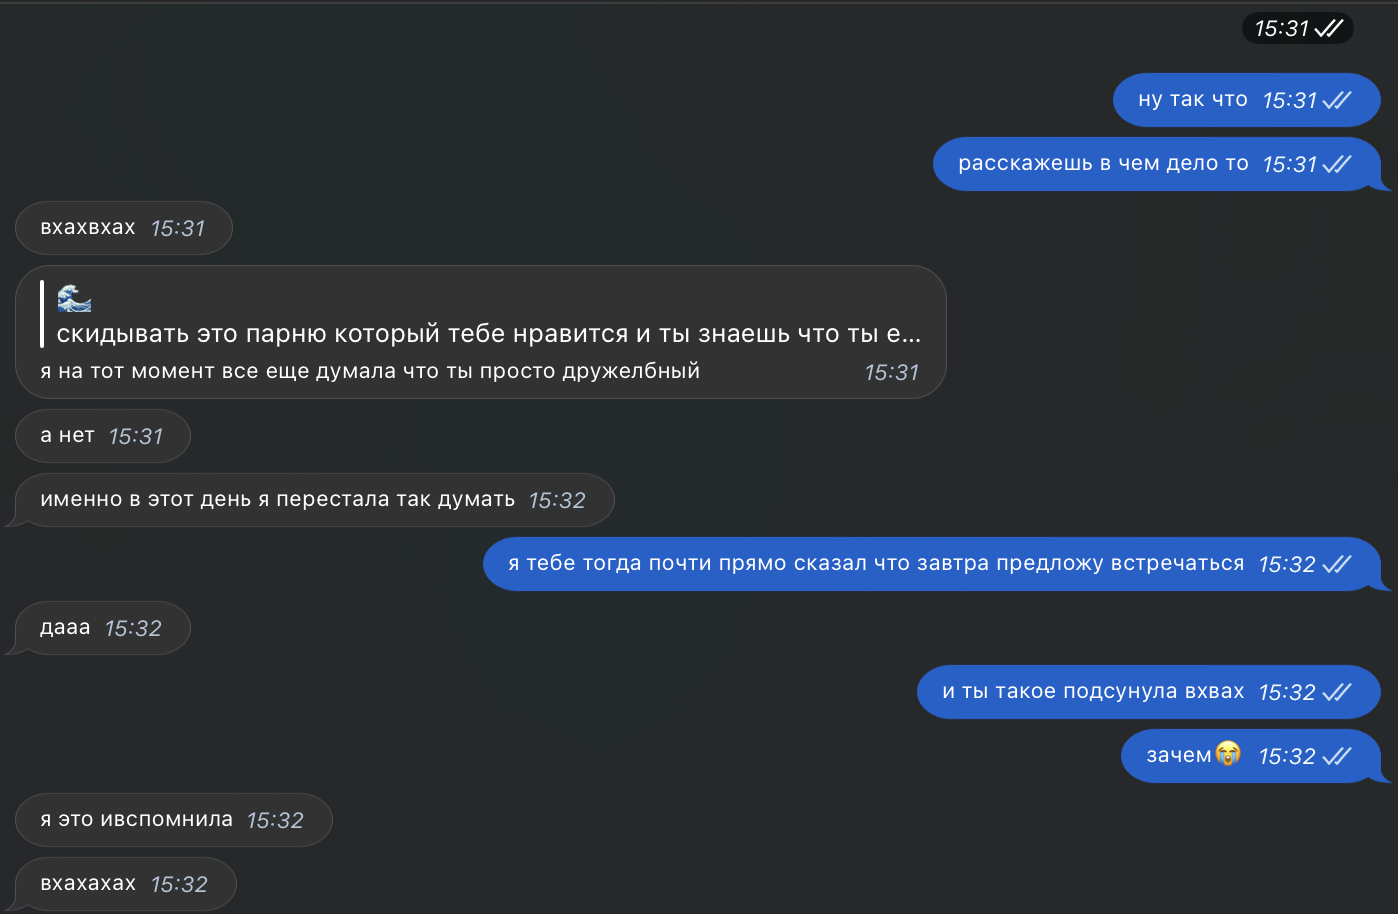 15:31
ну так что 15:31
расскажешь в чем дело то 15:31
вхахвхах 15:31
🌊
скидывать это парню который тебе нравится и ты знаешь что ты е...
я на тот момент все еще думала что ты просто дружелбный 15:31
а нет 15:31
именно в этот день я перестала так думать 15:32
я тебе тогда почти прямо сказал что завтра предложу встречаться 15:32
дааа 15:32
и ты такое подсунула вхвах 15:32
зачем😭 15:32
я это ивспомнила 15:32
вхахахах 15:32